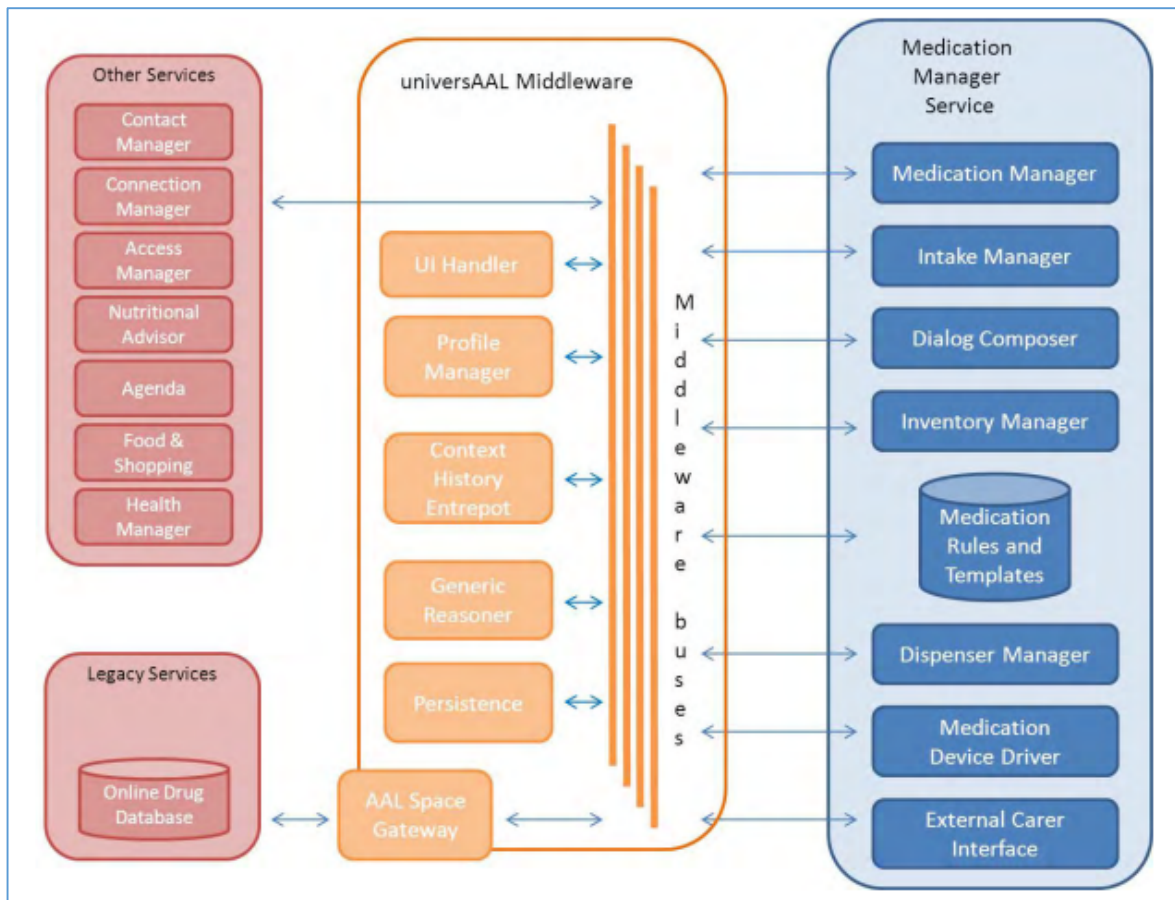 Other Services
Contact
Manager
Connection
Manager
Access
Manager
Nutritional
Advisor
Agenda
Food &
Shopping
Health
Manager
Legacy Services
Online Drug
Database
universAAL Middleware
UI Handler
Profile
Manager
Context
History
Entrepot
Generic
Reasoner
Persistence
AAL Space
Gateway
Middleware buses
Medication
Manager
Service
Medication Manager
Intake Manager
Dialog Composer
Inventory Manager
Medication
Rules and
Templates
Dispenser Manager
Medication
Device Driver
External Carer
Interface